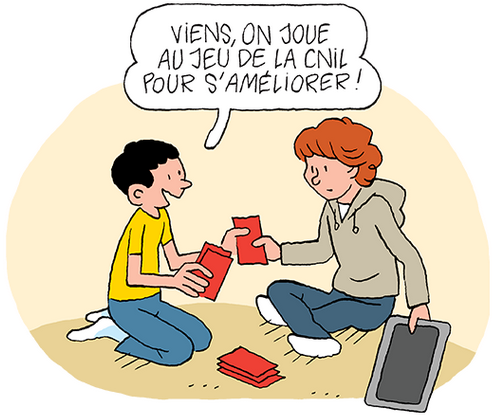 VIENS, ON JOUE
AU JEU DE LA CNIL
POUR S'AMÉLIORER !